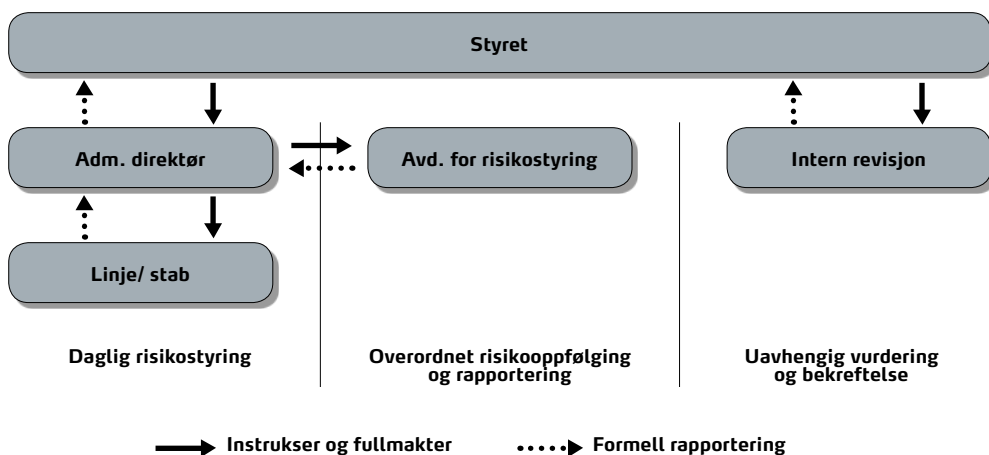 Styret
Adm. direktør
Avd. for risikostyring
Intern revisjon
Linje/ stab
Daglig risikostyring
Overordnet risikooppfølging
og rapportering
Uavhengig vurdering
og bekreftelse
Instrukser og fullmakter
Formell rapportering